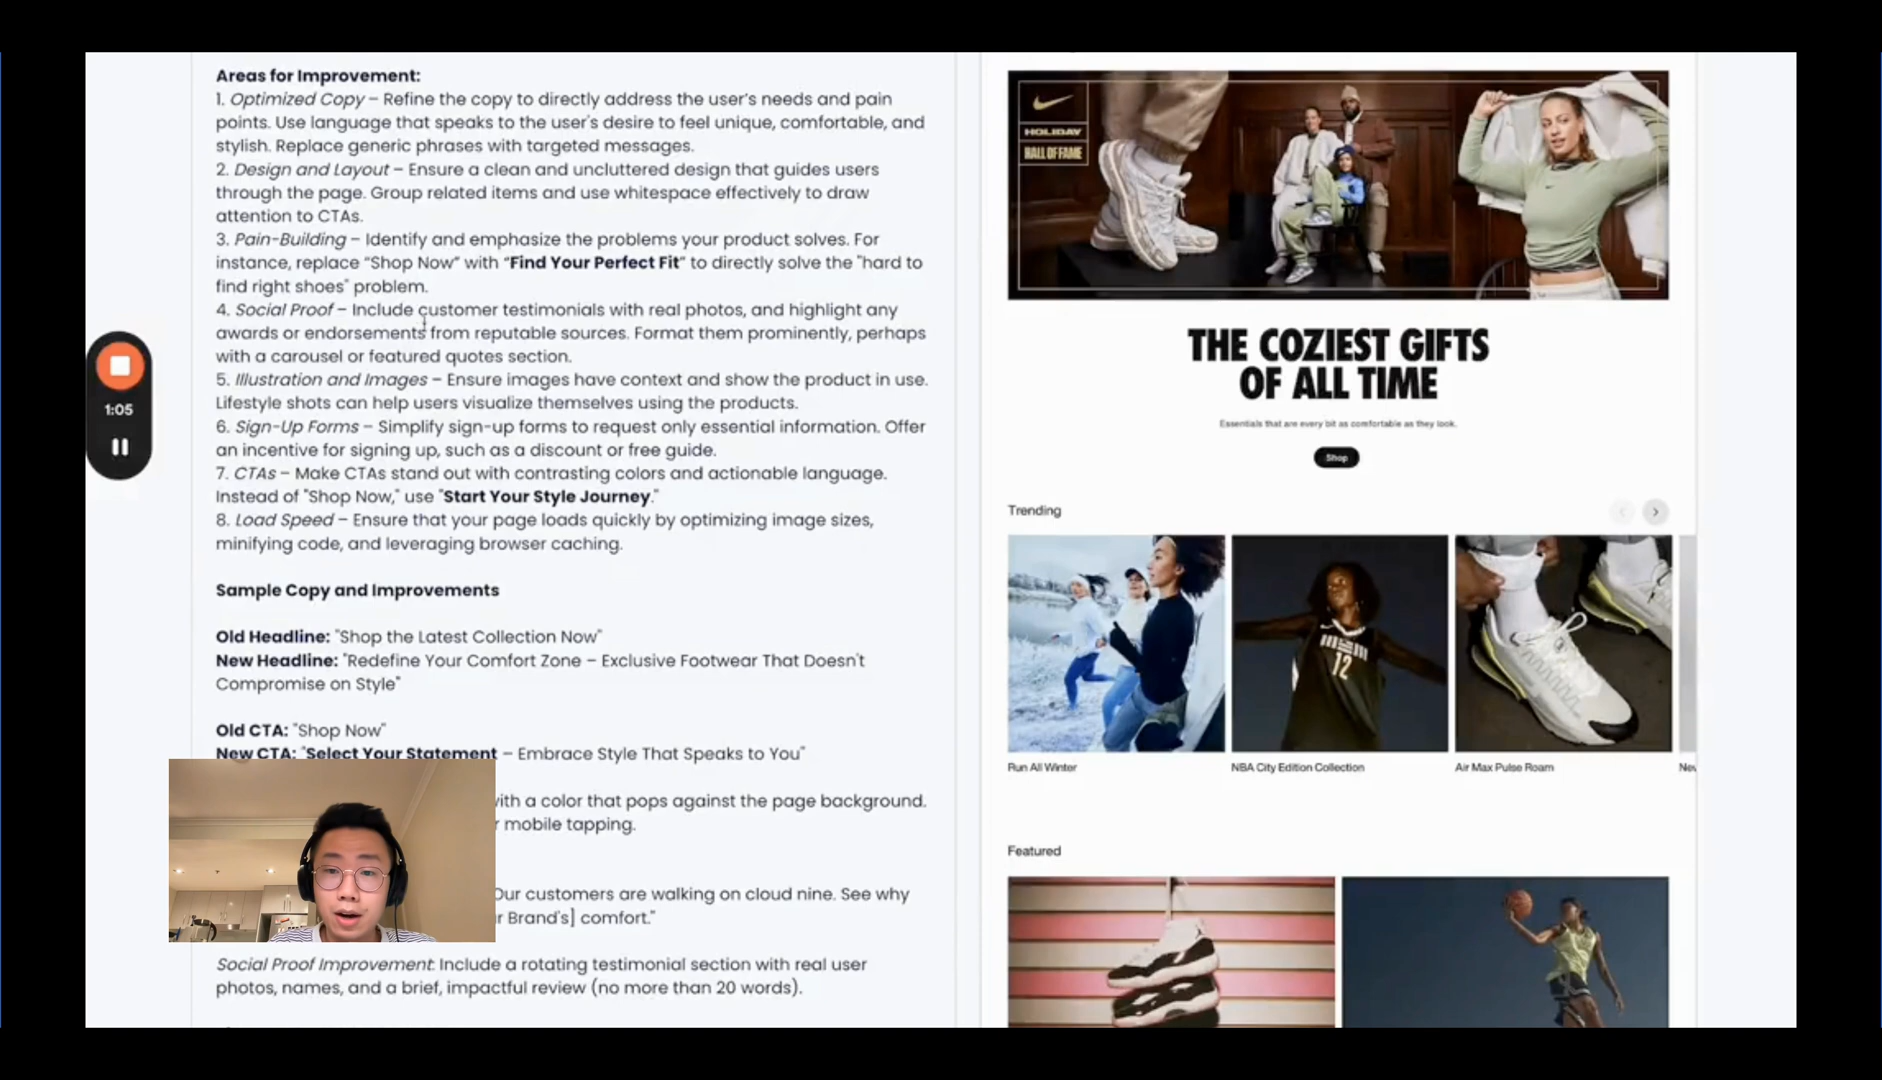 Areas for Improvement:
1. Optimized Copy – Refine the copy to directly address the user's needs and pain
points. Use language that speaks to the user's desire to feel unique, comfortable, and
stylish. Replace generic phrases with targeted messages.
2. Design and Layout – Ensure a clean and uncluttered design that guides users
through the page. Group related items and use whitespace effectively to draw
attention to CTAs.
3. Pain-Building – Identify and emphasize the problems your product solves. For
instance, replace "Shop Now" with "Find Your Perfect Fit" to directly solve the "hard to
find right shoes" problem.
4. Social Proof – Include customer testimonials with real photos, and highlight any
awards or endorsements from reputable sources. Format them prominently, perhaps
with a carousel or featured quotes section.
5. Illustration and Images – Ensure images have context and show the product in use.
Lifestyle shots can help users visualize themselves using the products.
6. Sign-Up Forms – Simplify sign-up forms to request only essential information. Offer
an incentive for signing up, such as a discount or free guide.
7. CTAs – Make CTAs stand out with contrasting colors and actionable language.
Instead of "Shop Now," use "Start Your Style Journey."
8. Load Speed – Ensure that your page loads quickly by optimizing image sizes,
minifying code, and leveraging browser caching.
Sample Copy and Improvements
Old Headline: "Shop the Latest Collection Now"
New Headline: "Redefine Your Comfort Zone – Exclusive Footwear That Doesn't
Compromise on Style"
Old CTA: "Shop Now"
New CTA: "Select Your Statement – Embrace Style That Speaks to You"
with a color that pops against the page background.
r mobile tapping.
Our customers are walking on cloud nine. See why
r Brand's] comfort."
Social Proof Improvement: Include a rotating testimonial section with real user
photos, names, and a brief, impactful review (no more than 20 words).
1:05
HOLIDAY
HALL OF FAME
THE COZIEST GIFTS
OF ALL TIME
Essentials that are every bit as comfortable as they look.
Shop
Trending
12
Run All Winter
NBA City Edition Collection
Air Max Pulse Roam
Nev
Featured